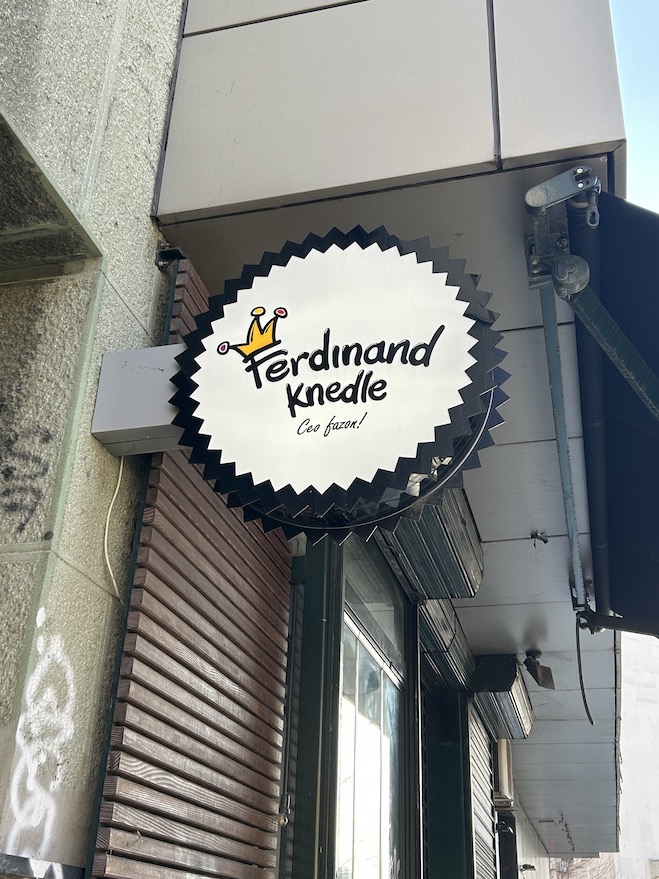 Ferdinand
knedle
Ceo fazon!